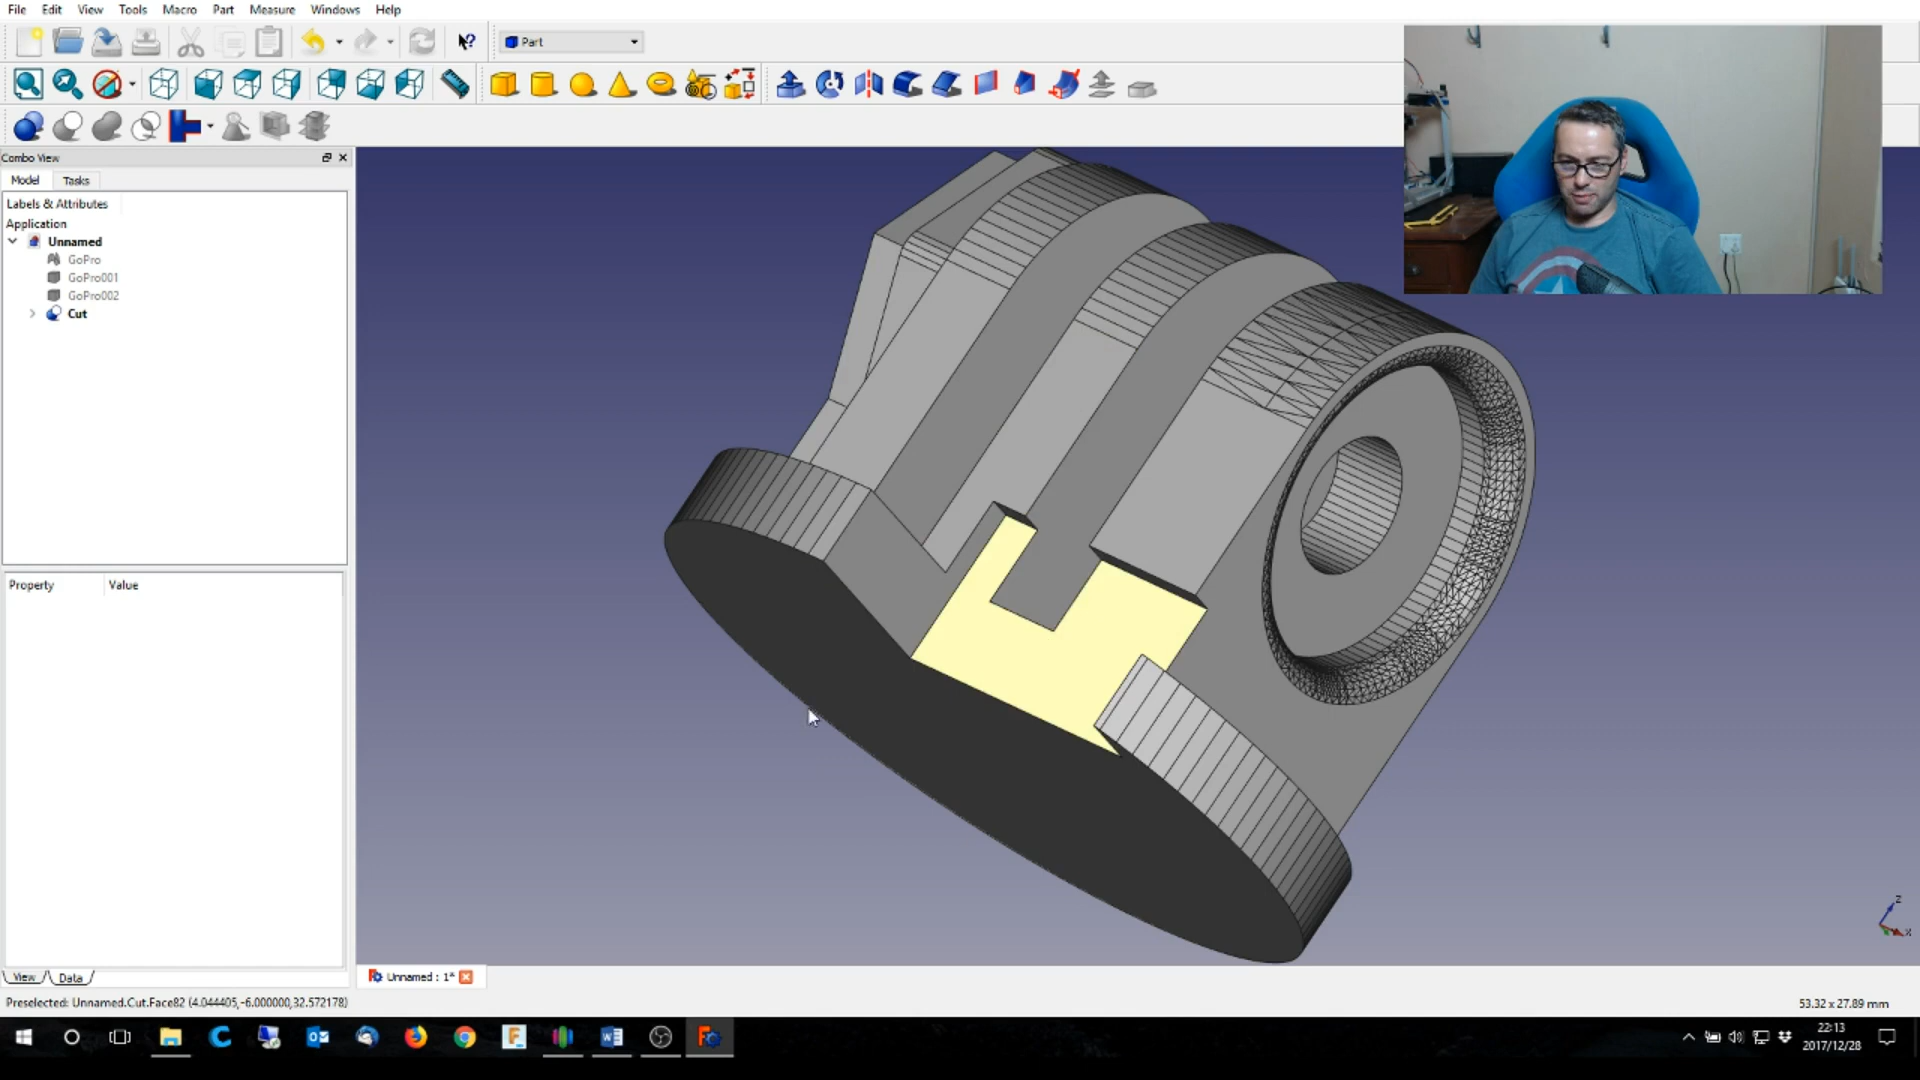 File Edit View Tools Macro Part Measure Windows Help
Part
Combo View
Model Tasks
Labels & Attributes
Application
Unnamed
GoPro
GoPro001
GoPro002
Cut
Property Value
View Data
Unnamed : 1*
Preselected: Unnamed.Cut.Face82 (4.044405,-6.000000,32.572178)
53.32 x 27.89 mm
Z
X
22:13
2017/12/28